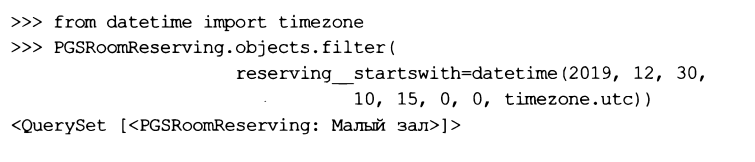 >>> from datetime import timezone
>>> PGSRoomReserving.objects.filter(
reserving__startswith=datetime(2019, 12, 30,
10, 15, 0, 0, timezone.utc))
<QuerySet [<PGSRoomReserving: Малый зал>]>